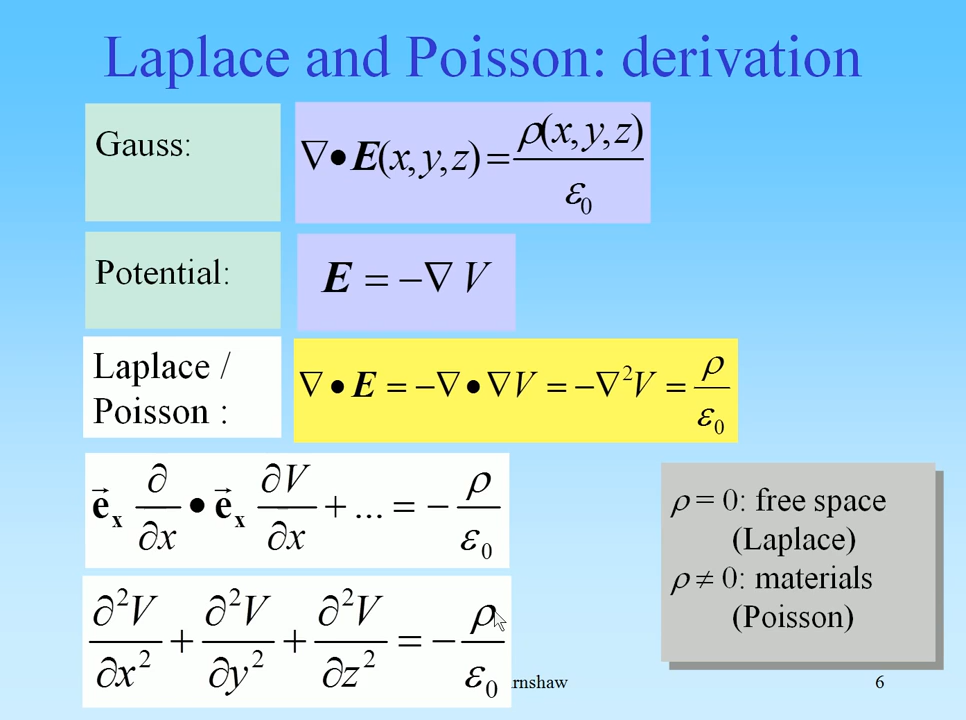 Laplace and Poisson: derivation
Gauss:
∇•E(x,y,z) = ρ(x,y,z) / ε₀
Potential:
E = −∇ V
Laplace /
Poisson :
∇ • E = −∇ • ∇V = −∇²V = ρ / ε₀
e⃗ₓ ∂/∂x • e⃗ₓ ∂V/∂x + ... = − ρ/ε₀
∂²V/∂x² + ∂²V/∂y² + ∂²V/∂z² = − ρ/ε₀
ρ = 0: free space
(Laplace)
ρ ≠ 0: materials
(Poisson)
rnshaw
6